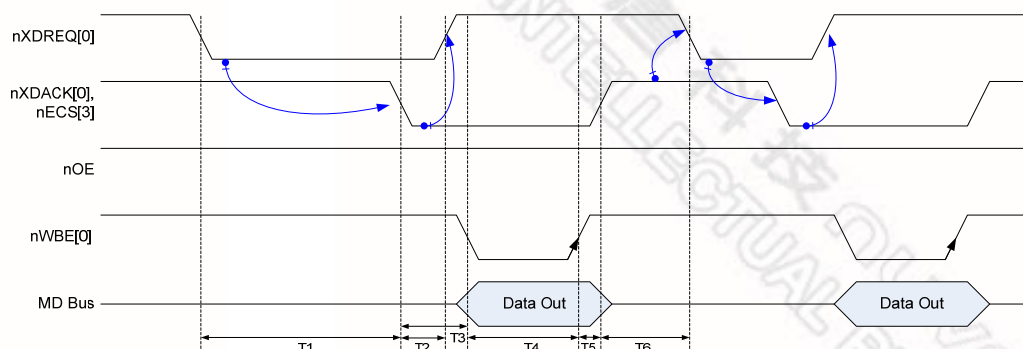 nXDREQ[0]
nXDACK[0],
nECS[3]
nOE
nWBE[0]
MD Bus
Data Out
Data Out
T1
T2
T3
T4
T5
T6
INTELLECTUAL